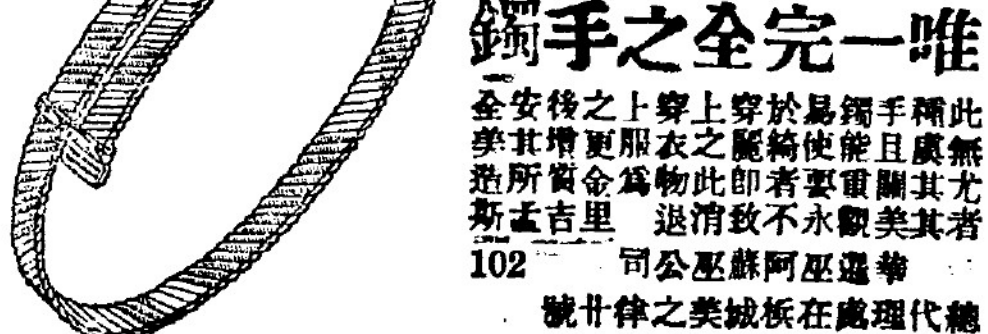 唯一完全之手鐲
此種手鐲易於穿上穿上之後安全
無虞且能使綺麗之衣服更增其美
尤其關重要者即此物爲金質所造
者其美觀永不致消退 里吉孟斯
華選巫阿蘇巫公司 102
總代理處在梹城美之律廿號